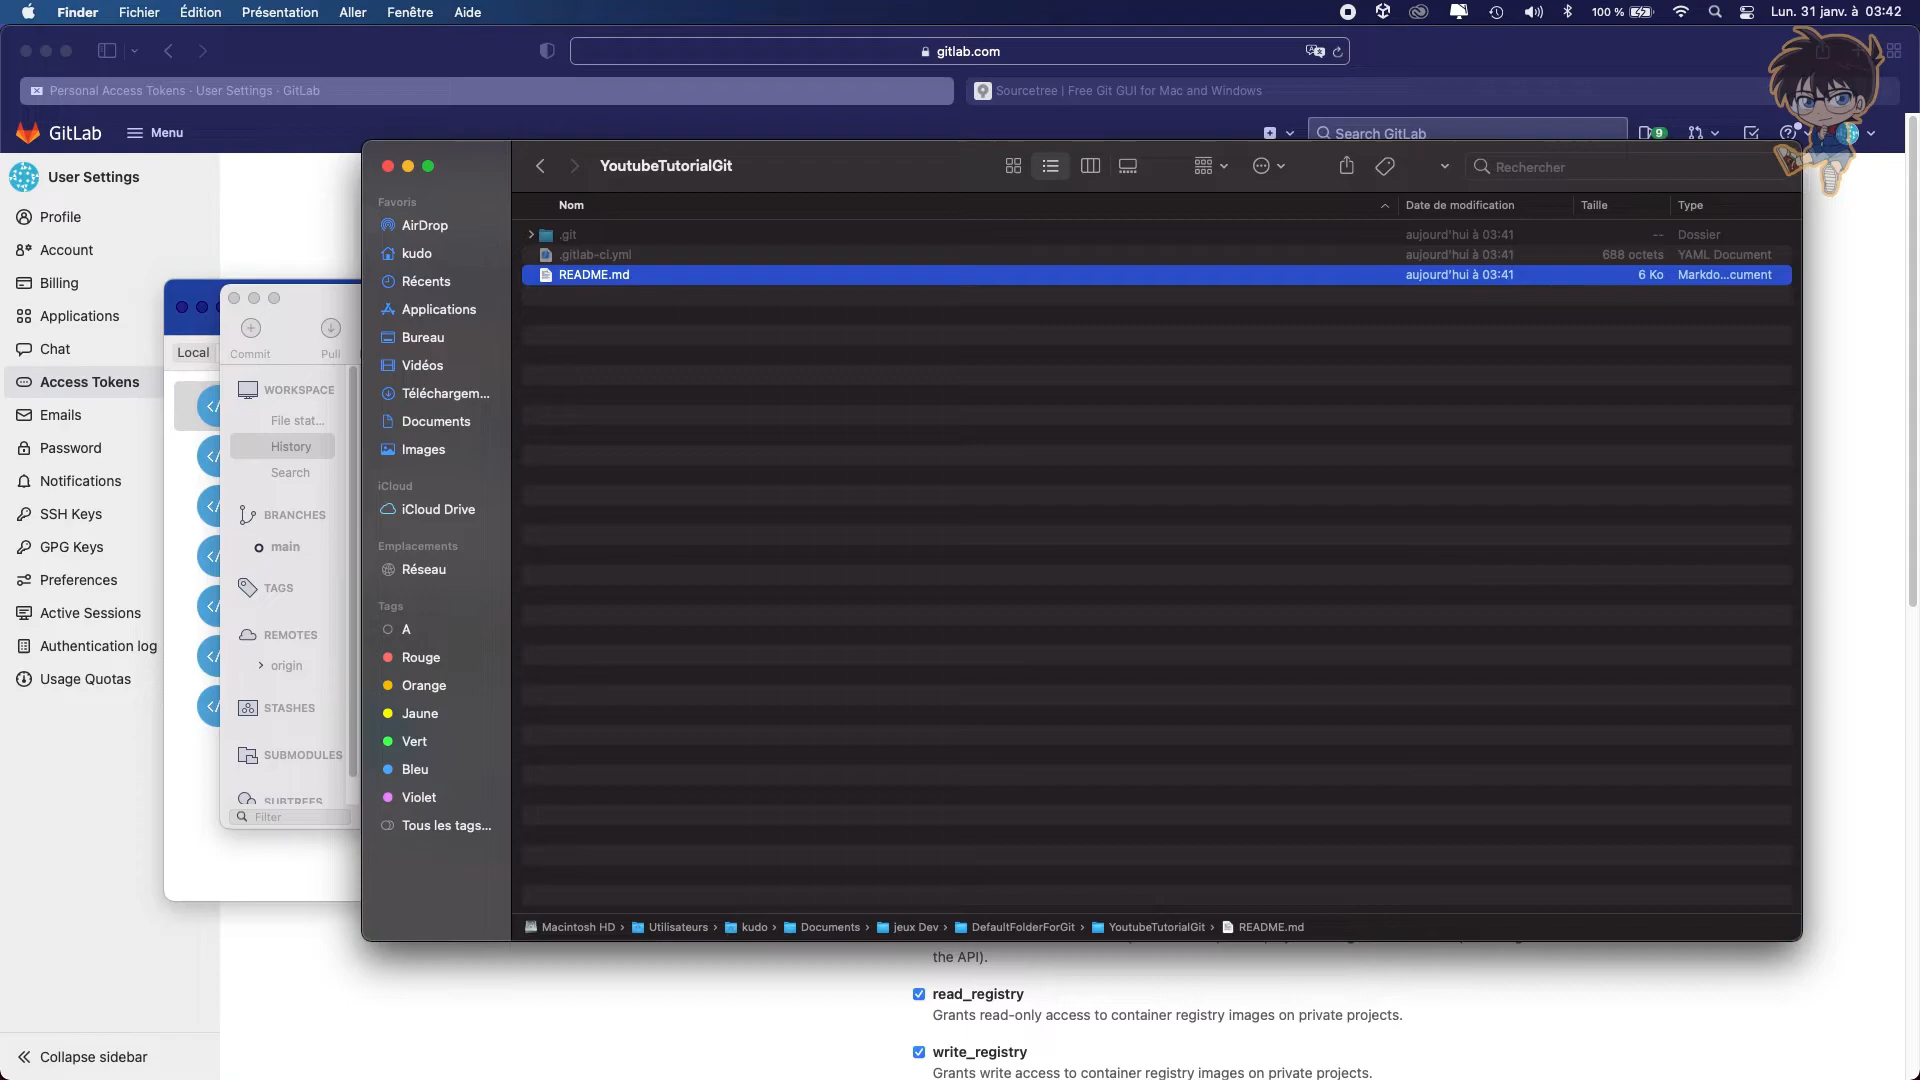 Finder Fichier Édition Présentation Aller Fenêtre Aide 100 % Lun. 31 janv. à 03:42
gitlab.com
Personal Access Tokens - User Settings - GitLab
Sourcetree | Free Git GUI for Mac and Windows
GitLab Menu Search GitLab 9
User Settings
Profile
Account
Billing
Applications
Chat
Access Tokens
Emails
Password
Notifications
SSH Keys
GPG Keys
Preferences
Active Sessions
Authentication log
Usage Quotas
Collapse sidebar
Local
Commit Pull
WORKSPACE
File stat...
History
Search
BRANCHES
main
TAGS
REMOTES
origin
STASHES
SUBMODULES
SUBTREES
Filter
Favoris
AirDrop
kudo
Récents
Applications
Bureau
Vidéos
Téléchargem...
Documents
Images
iCloud
iCloud Drive
Emplacements
Réseau
Tags
A
Rouge
Orange
Jaune
Vert
Bleu
Violet
Tous les tags...
YoutubeTutorialGit Rechercher
Nom Date de modification Taille Type
.git aujourd'hui à 03:41 -- Dossier
.gitlab-ci.yml aujourd'hui à 03:41 688 octets YAML Document
README.md aujourd'hui à 03:41 6 Ko Markdo...cument
Macintosh HD › Utilisateurs › kudo › Documents › jeux Dev › DefaultFolderForGit › YoutubeTutorialGit › README.md
the API).
read_registry
Grants read-only access to container registry images on private projects.
write_registry
Grants write access to container registry images on private projects.